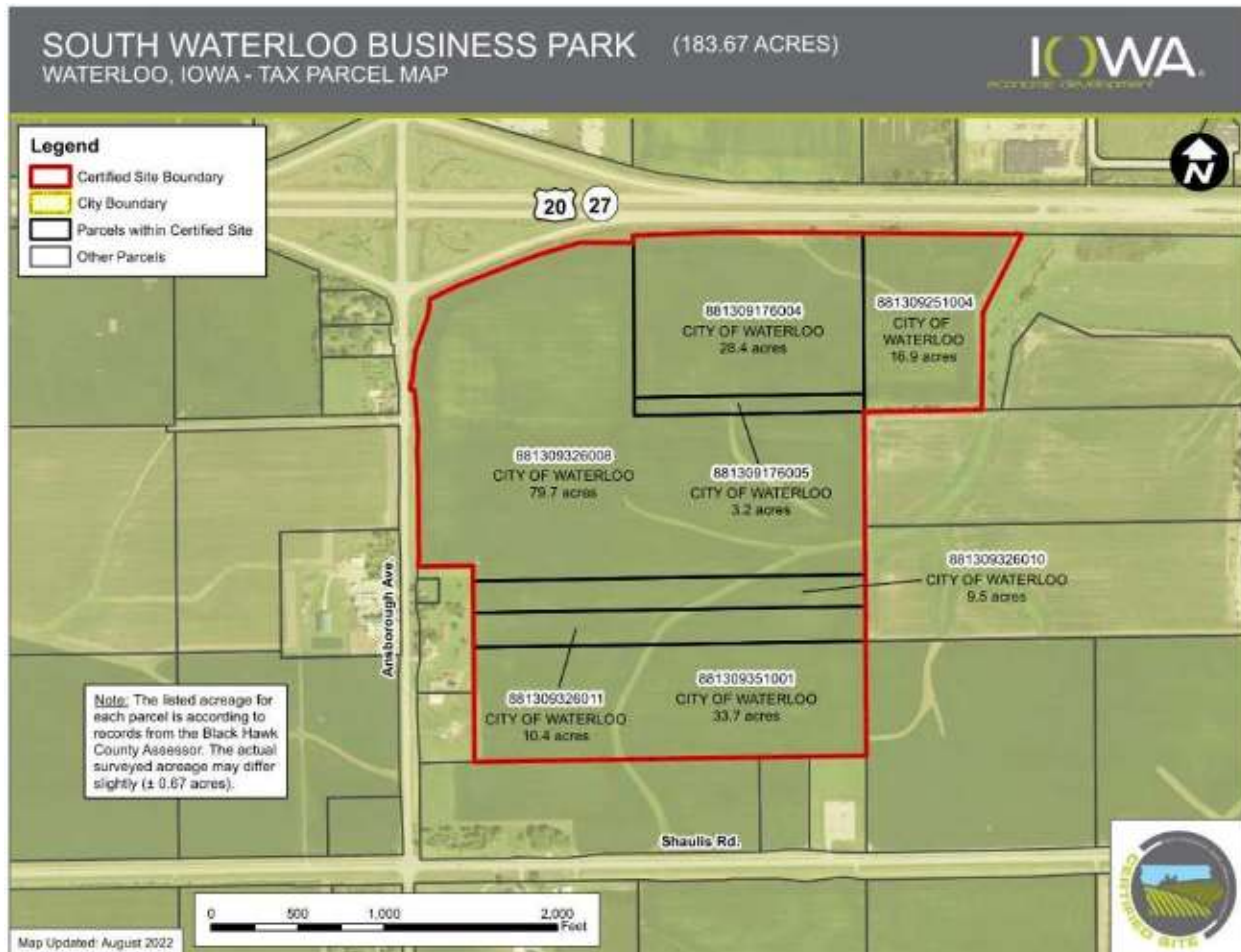 SOUTH WATERLOO BUSINESS PARK (183.67 ACRES)
WATERLOO, IOWA - TAX PARCEL MAP
IOWA
economic development
Legend
Certified Site Boundary
City Boundary
Parcels within Certified Site
Other Parcels
N
20 27
881309176004
CITY OF WATERLOO
28.4 acres
881309251004
CITY OF
WATERLOO
16.9 acres
881309326008
CITY OF WATERLOO
79.7 acres
881309176005
CITY OF WATERLOO
3.2 acres
881309326010
CITY OF WATERLOO
9.5 acres
Ansborough Ave.
881309326011
CITY OF WATERLOO
10.4 acres
881309351001
CITY OF WATERLOO
33.7 acres
Note: The listed acreage for
each parcel is according to
records from the Black Hawk
County Assessor. The actual
surveyed acreage may differ
slightly (± 0.67 acres).
Shaulis Rd.
0 500 1,000 2,000
Feet
Map Updated: August 2022
CERTIFIED SITE